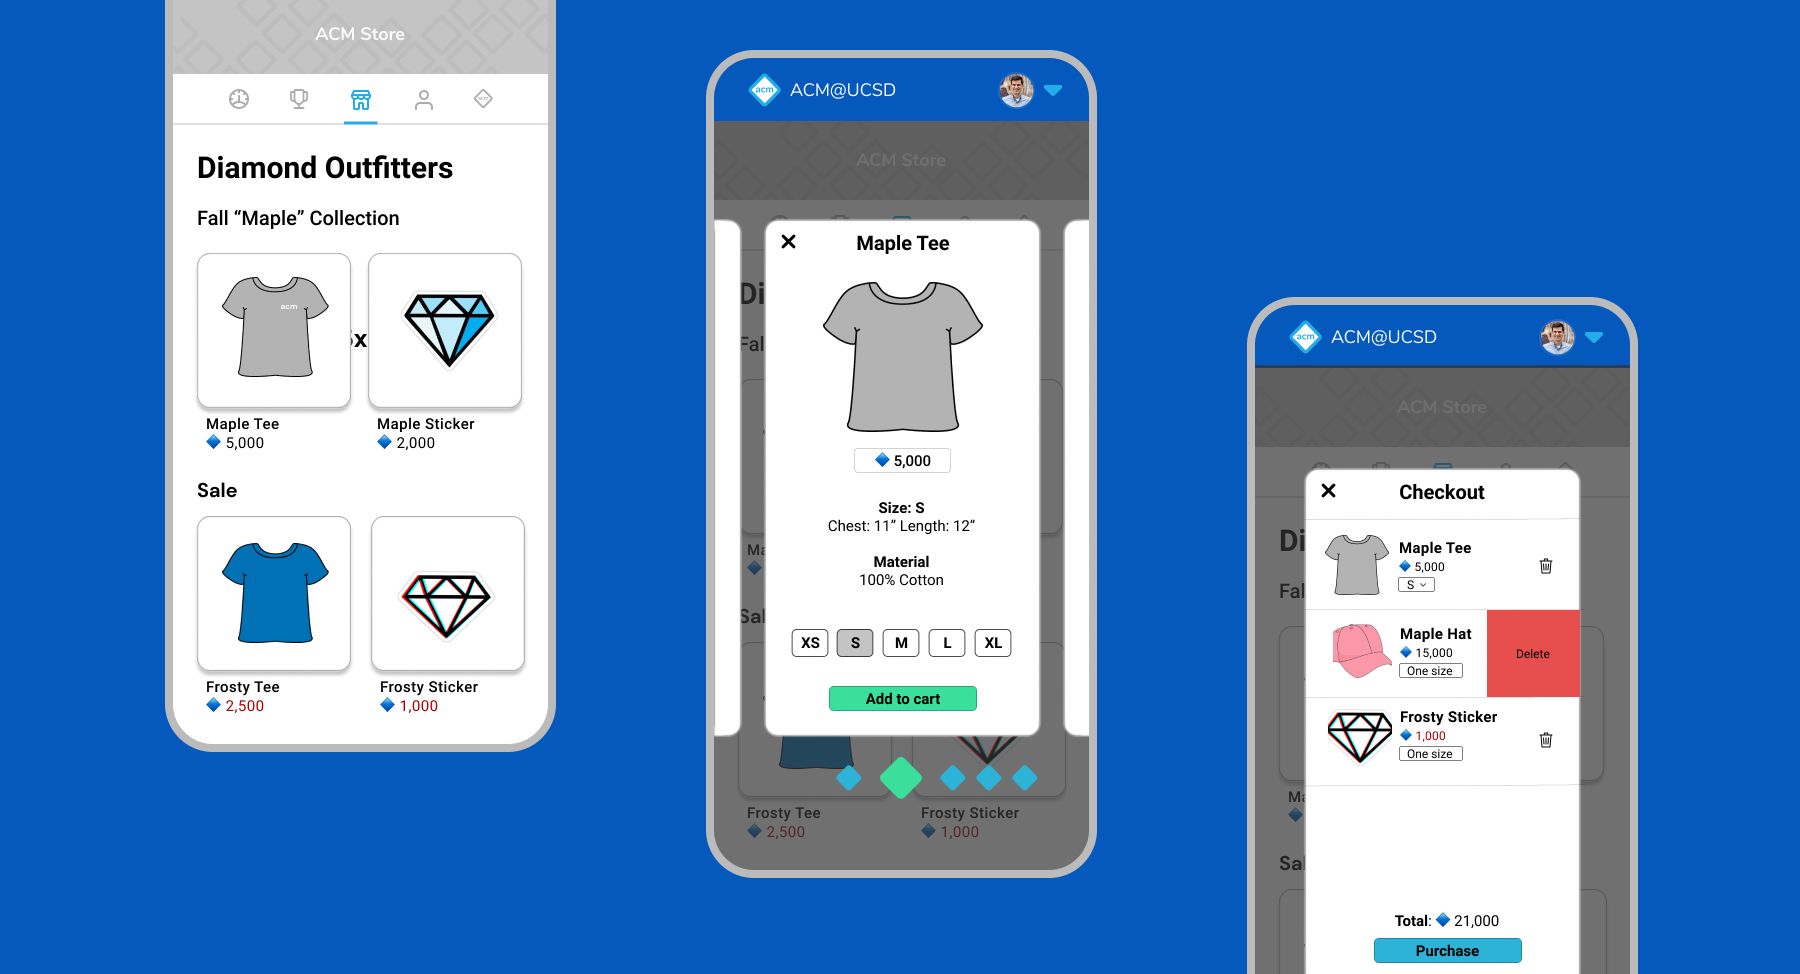 ACM Store
Diamond Outfitters
Fall “Maple” Collection
acm
x
Maple Tee
5,000
Maple Sticker
2,000
Sale
Frosty Tee
2,500
Frosty Sticker
1,000
acm
ACM@UCSD
ACM Store
Di
Fal
Maple Tee
5,000
Size: S
Chest: 11” Length: 12”
Material
100% Cotton
Ma
Sal
XS S M L XL
Add to cart
Frosty Tee
2,500
Frosty Sticker
1,000
acm
ACM@UCSD
ACM Store
Di
Fal
Checkout
Maple Tee
5,000
S
Maple Hat
15,000
One size
Delete
Frosty Sticker
1,000
One size
Ma
Sal
Total: 21,000
Purchase